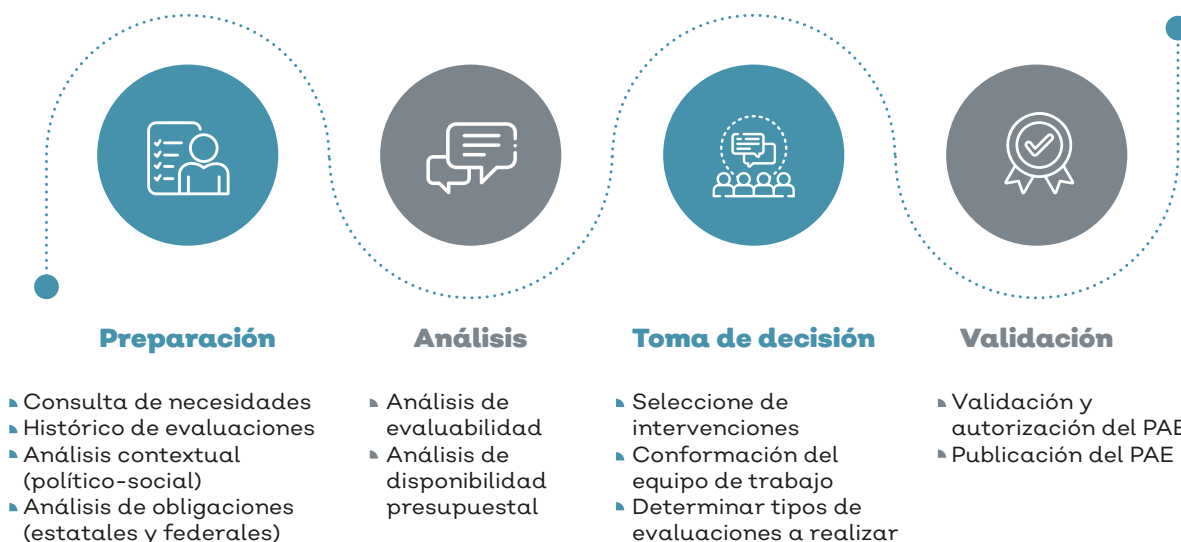 Preparación
Consulta de necesidades
Histórico de evaluaciones
Análisis contextual
(político-social)
Análisis de obligaciones
(estatales y federales)
Análisis
Análisis de
evaluabilidad
Análisis de
disponibilidad
presupuestal
Toma de decisión
Seleccione de
intervenciones
Conformación del
equipo de trabajo
Determinar tipos de
evaluaciones a realizar
Validación
Validación y
autorización del PAE
Publicación del PAE